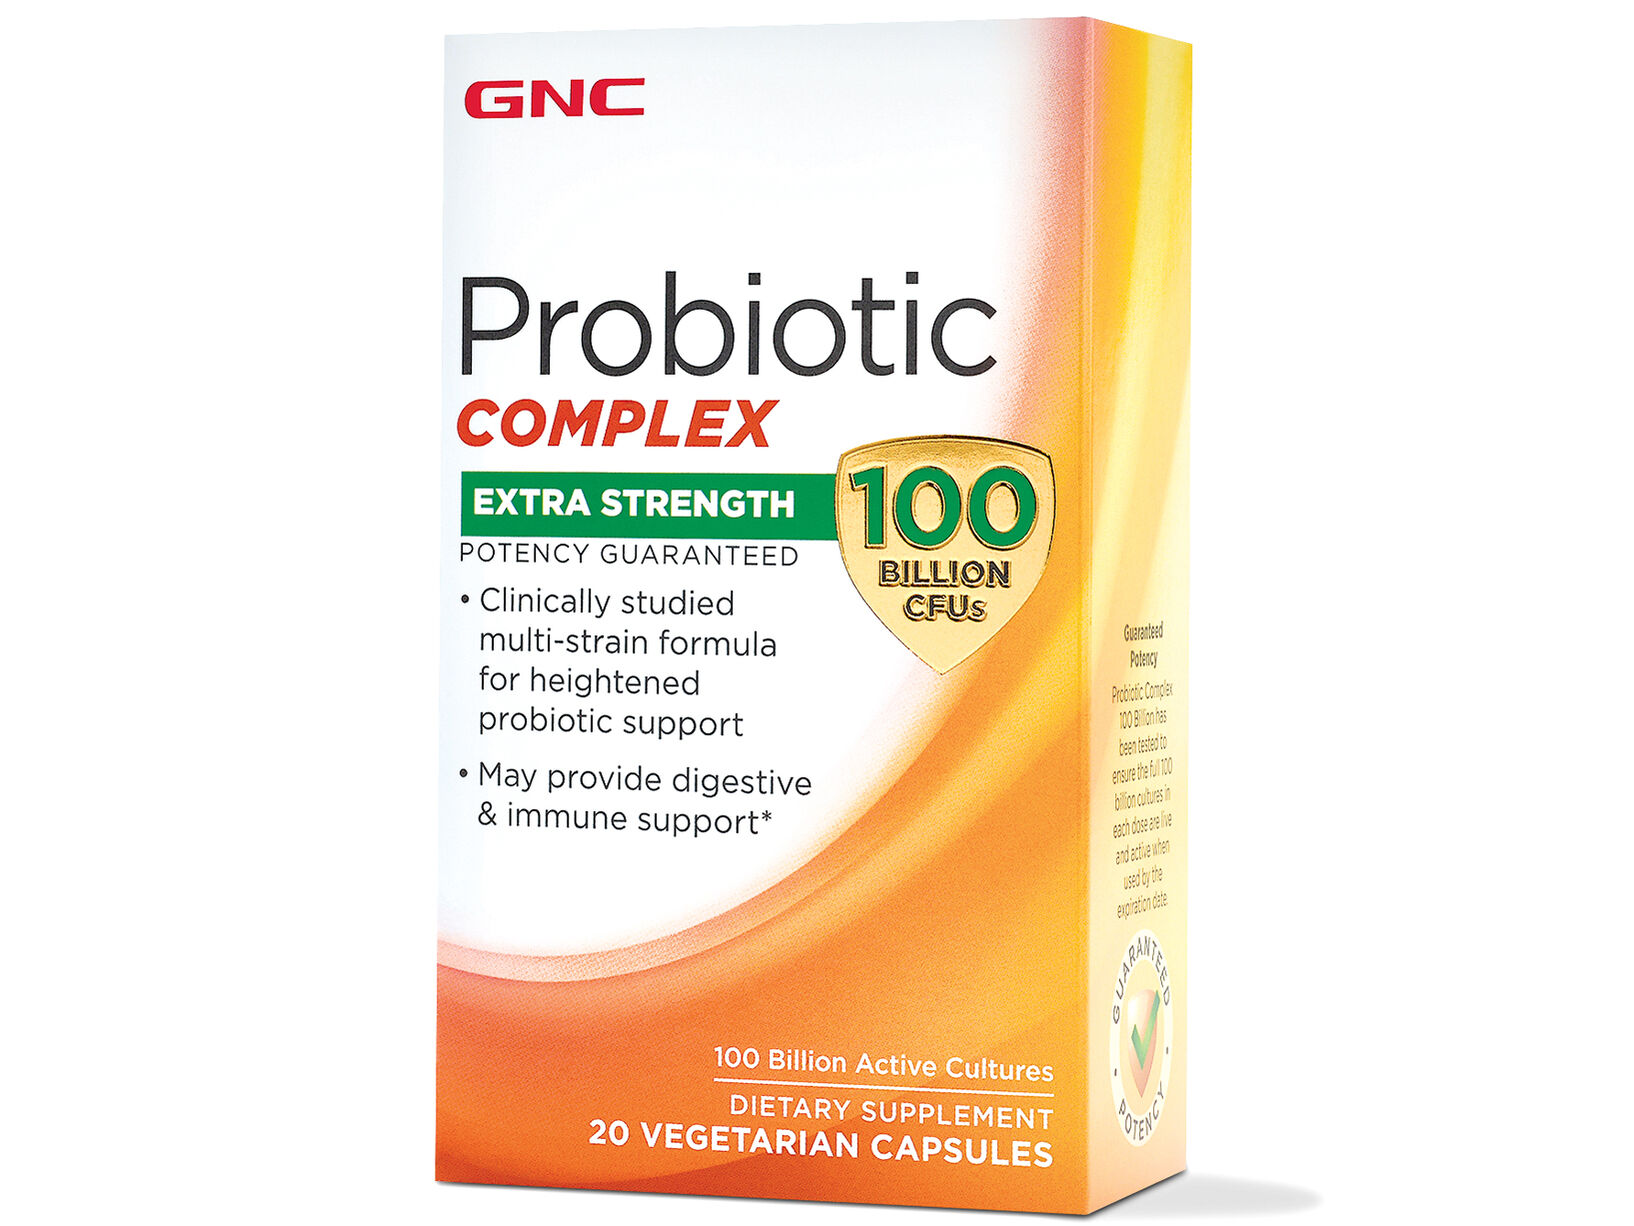 GNC
Probiotic
COMPLEX
EXTRA STRENGTH
100
BILLION
CFUs
POTENCY GUARANTEED
• Clinically studied
multi-strain formula
for heightened
probiotic support
• May provide digestive
& immune support*
100 Billion Active Cultures
DIETARY SUPPLEMENT
20 VEGETARIAN CAPSULES
Guaranteed
Potency
Probiotic Complex
100 Billion has
been tested to
ensure the full 100
billion cultures in
each dose are live
and active when
used by the
expiration date.
GUARANTEED
• POTENCY •